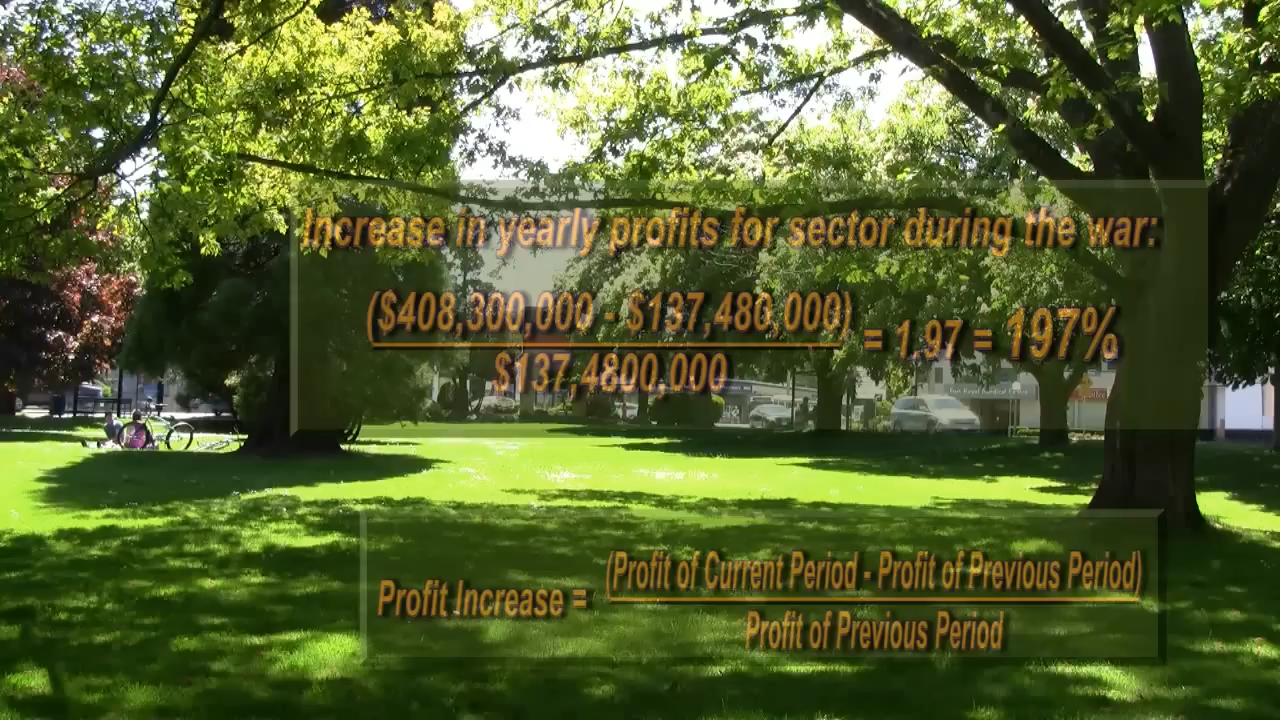 Increase in yearly profits for sector during the war:
($408,300,000 - $137,480,000)
= 1.97 = 197%
$137,4800,000
(Profit of Current Period - Profit of Previous Period)
Profit Increase =
Profit of Previous Period